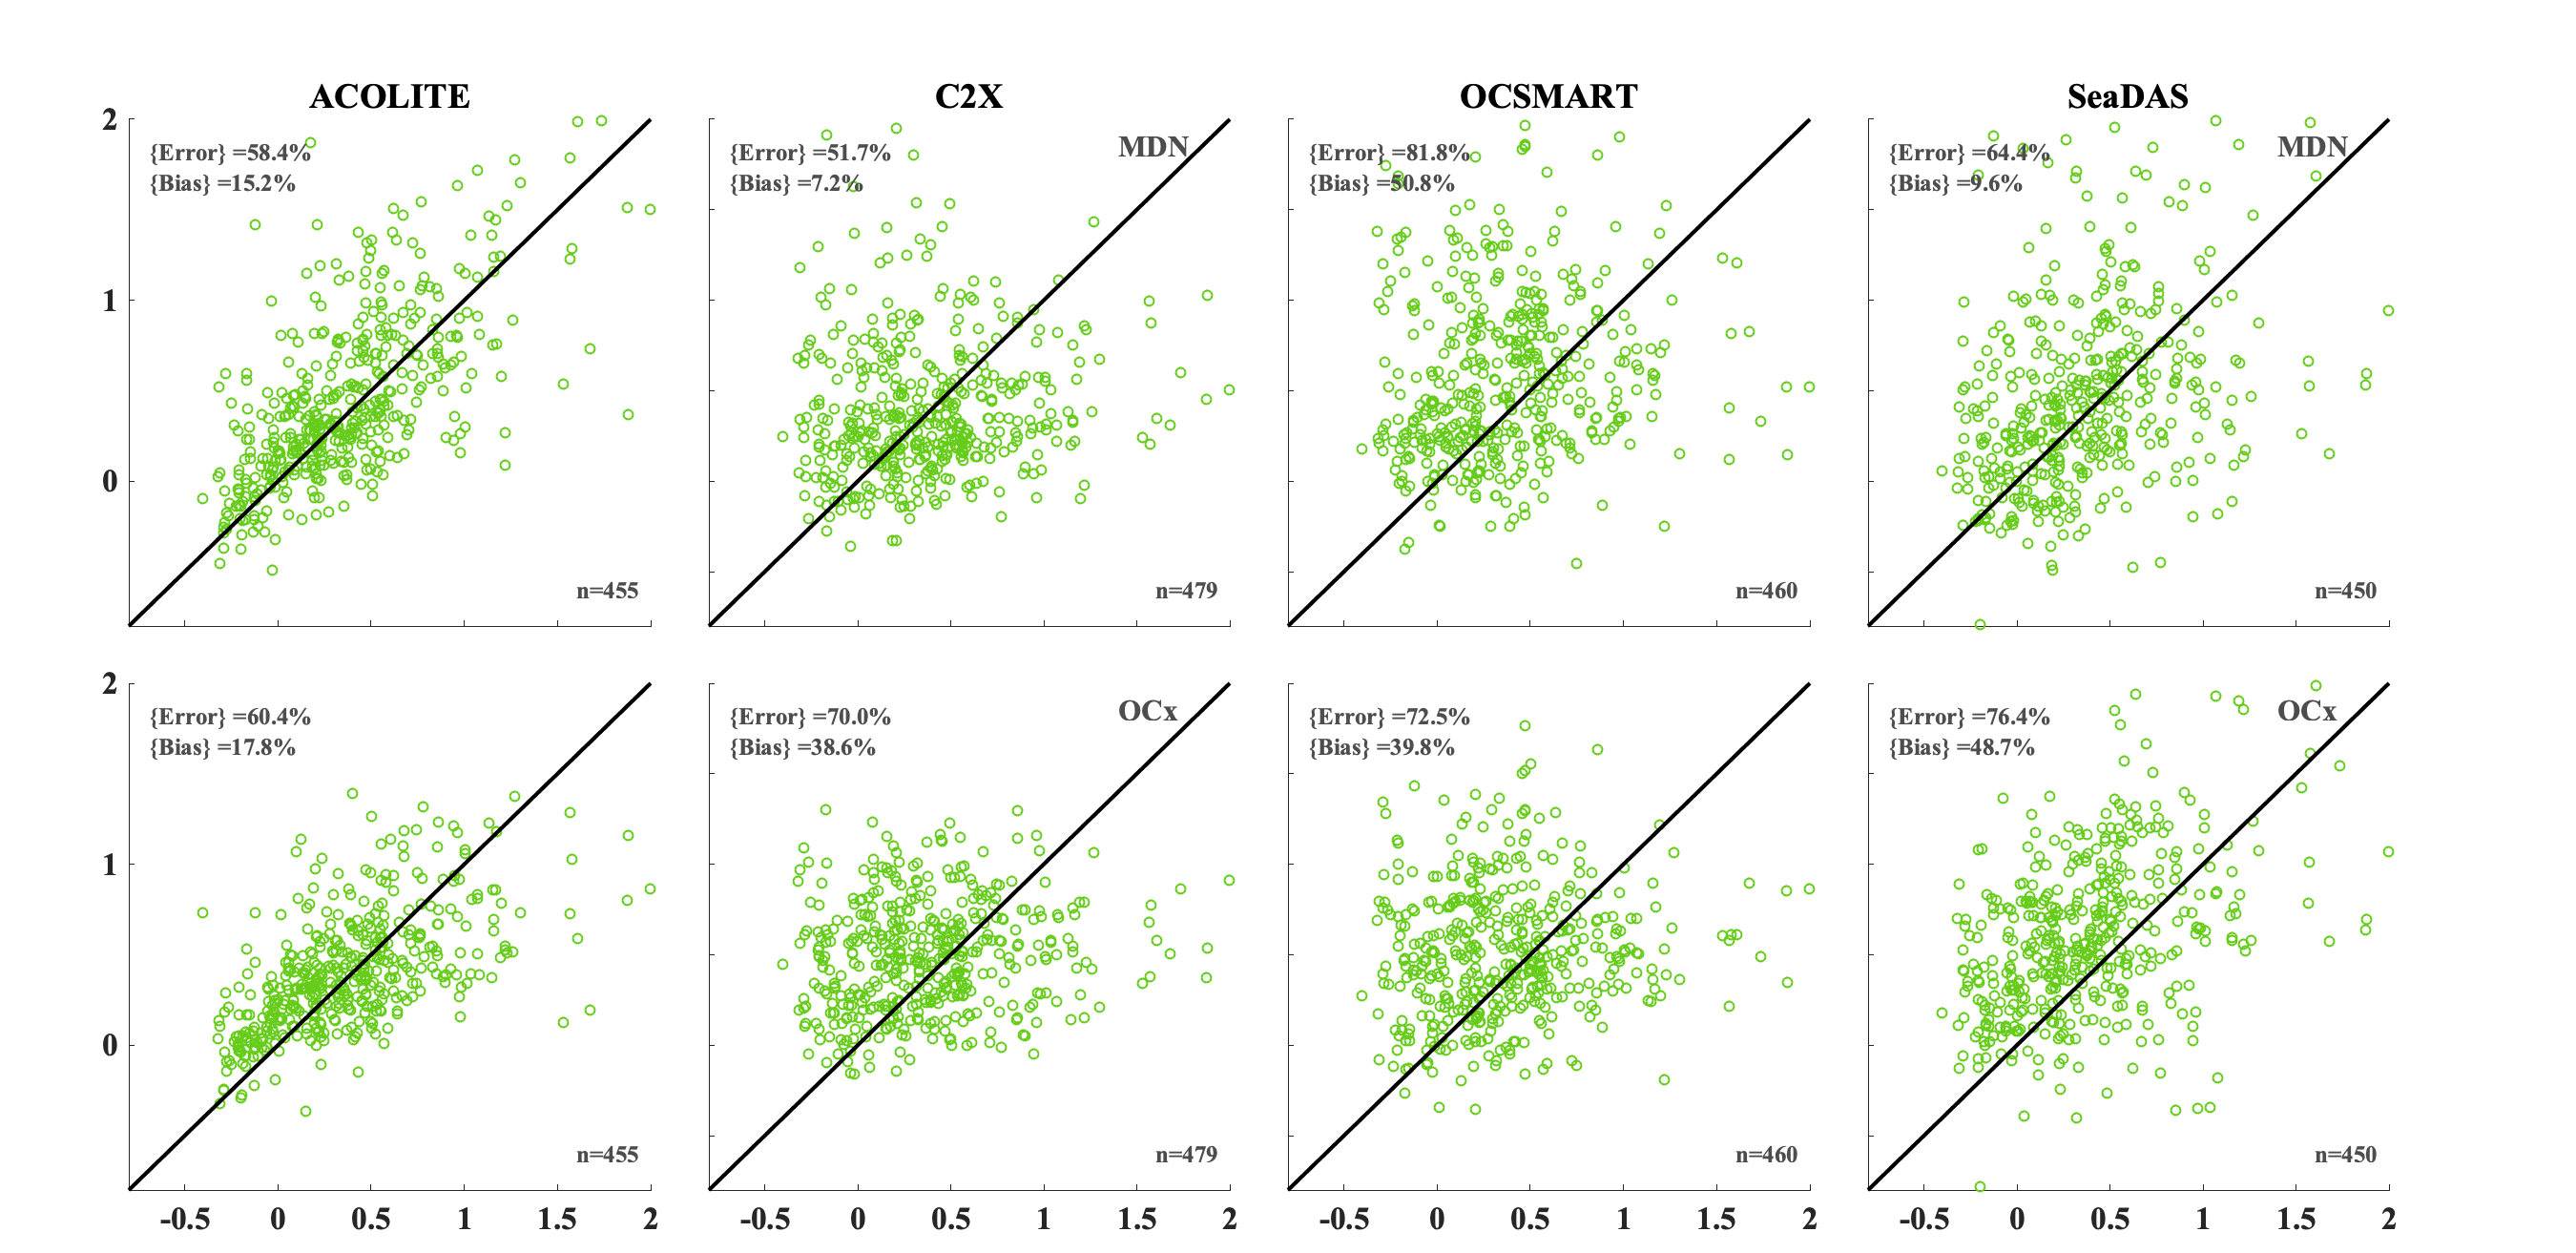 ACOLITE C2X OCSMART SeaDAS
2 1 0
{Error} =58.4%
{Bias} =15.2%
n=455
{Error} =51.7%
{Bias} =7.2%
MDN
n=479
{Error} =81.8%
{Bias} =50.8%
n=460
{Error} =64.4%
{Bias} =9.6%
MDN
n=450
2 1 0
{Error} =60.4%
{Bias} =17.8%
n=455
{Error} =70.0%
{Bias} =38.6%
OCx
n=479
{Error} =72.5%
{Bias} =39.8%
n=460
{Error} =76.4%
{Bias} =48.7%
OCx
n=450
-0.5 0 0.5 1 1.5 2 -0.5 0 0.5 1 1.5 2 -0.5 0 0.5 1 1.5 2 -0.5 0 0.5 1 1.5 2